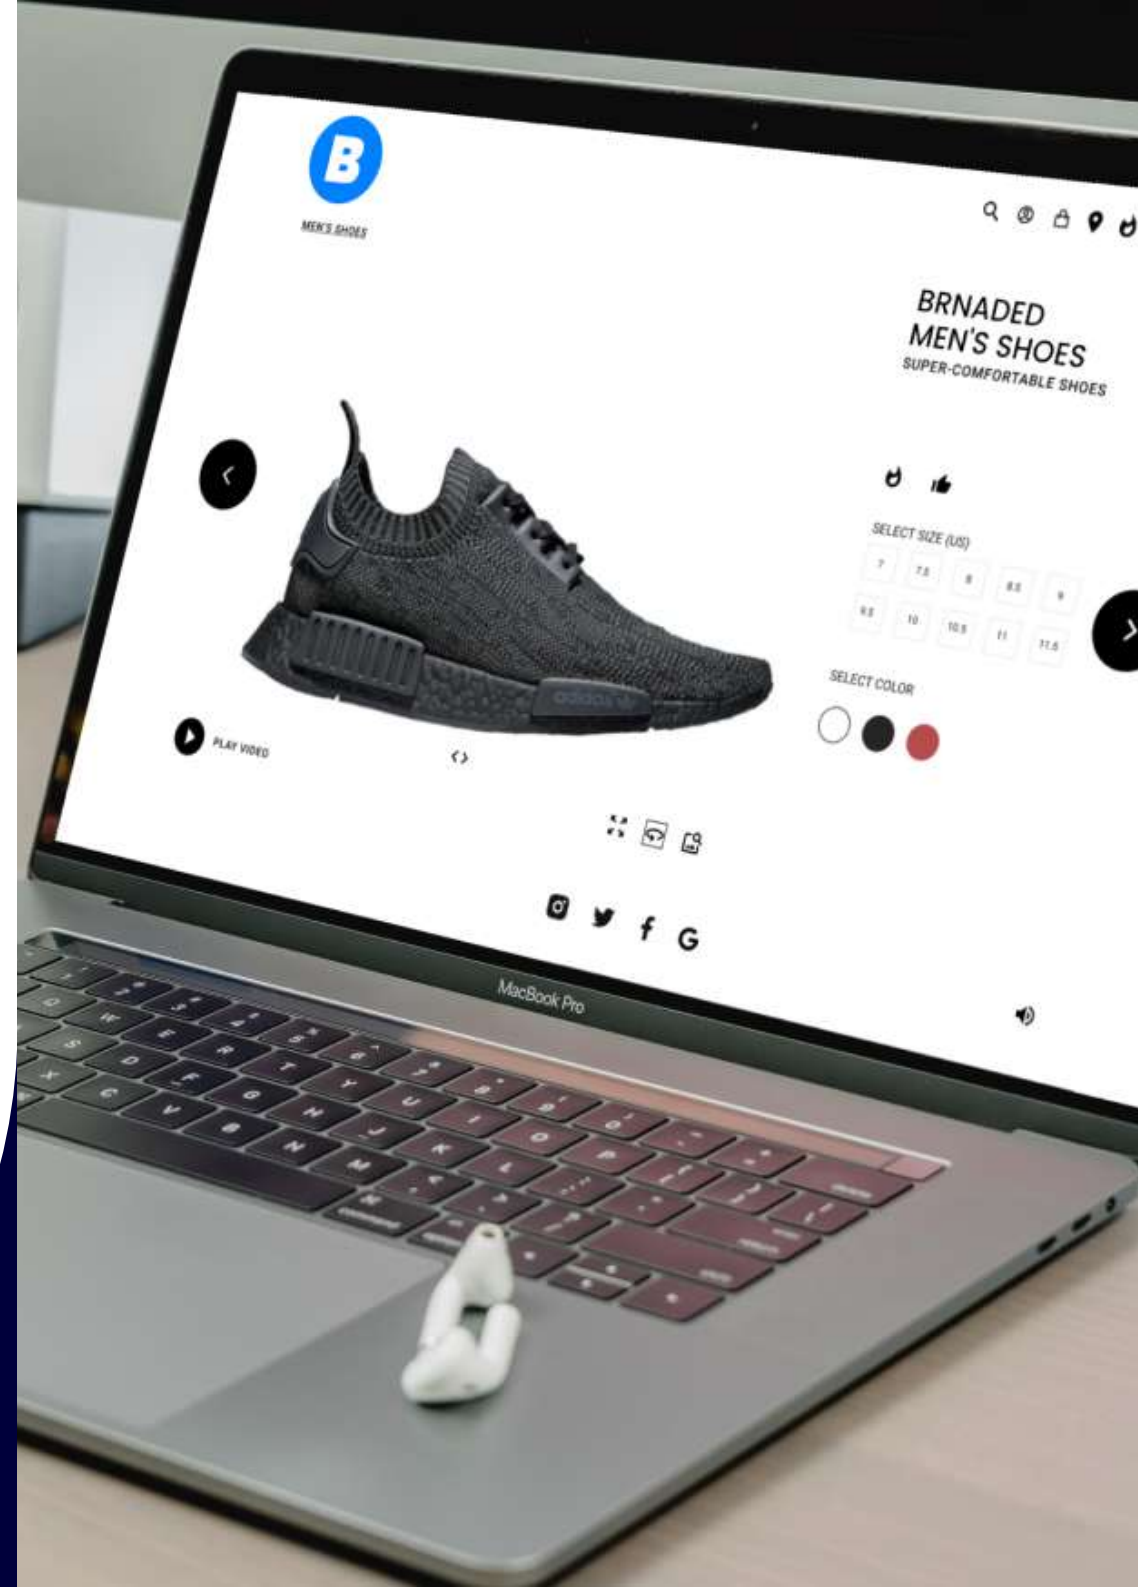 B
MEN'S SHOES
BRNADED
MEN'S SHOES
SUPER-COMFORTABLE SHOES
SELECT SIZE (US)
7 7.5 8 8.5 9
9.5 10 10.5 11 11.5
SELECT COLOR
PLAY VIDEO
adidas
G
MacBook Pro
Q W E R T Y U I O P
S D F G H J K L
X C V B N M
command